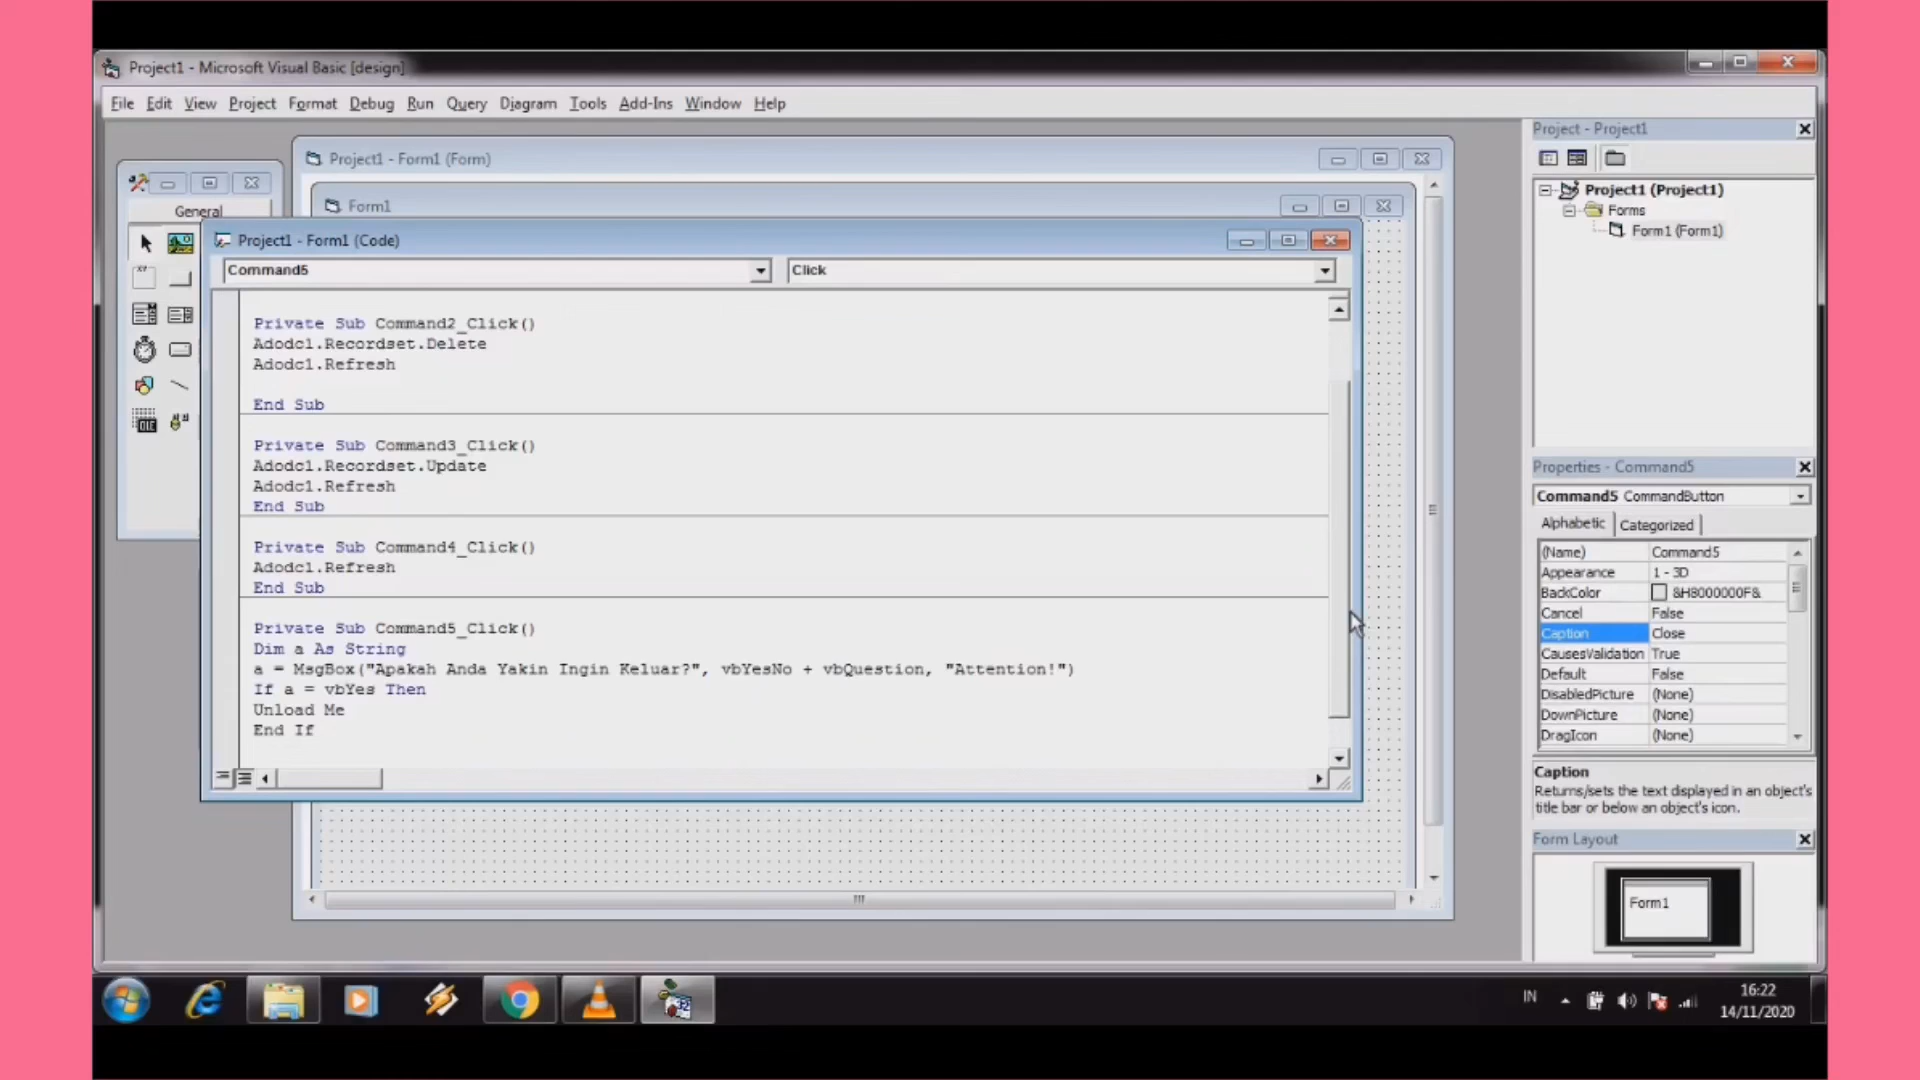 Project1 - Microsoft Visual Basic [design]
File Edit View Project Format Debug Run Query Diagram Tools Add-Ins Window Help
General
Project1 - Form1 (Form)
Form1
Project1 - Form1 (Code)
Command5
Click
Private Sub Command2_Click()
Adodc1.Recordset.Delete
Adodc1.Refresh
End Sub
Private Sub Command3_Click()
Adodc1.Recordset.Update
Adodc1.Refresh
End Sub
Private Sub Command4_Click()
Adodc1.Refresh
End Sub
Private Sub Command5_Click()
Dim a As String
a = MsgBox("Apakah Anda Yakin Ingin Keluar?", vbYesNo + vbQuestion, "Attention!")
If a = vbYes Then
Unload Me
End If
Project - Project1
Project1 (Project1)
Forms
Form1 (Form1)
Properties - Command5
Command5 CommandButton
Alphabetic Categorized
(Name) Command5
Appearance 1 - 3D
BackColor &H8000000F&
Cancel False
Caption Close
CausesValidation True
Default False
DisabledPicture (None)
DownPicture (None)
DragIcon (None)
Caption
Returns/sets the text displayed in an object's
title bar or below an object's icon.
Form Layout
Form1
IN
16:22
14/11/2020